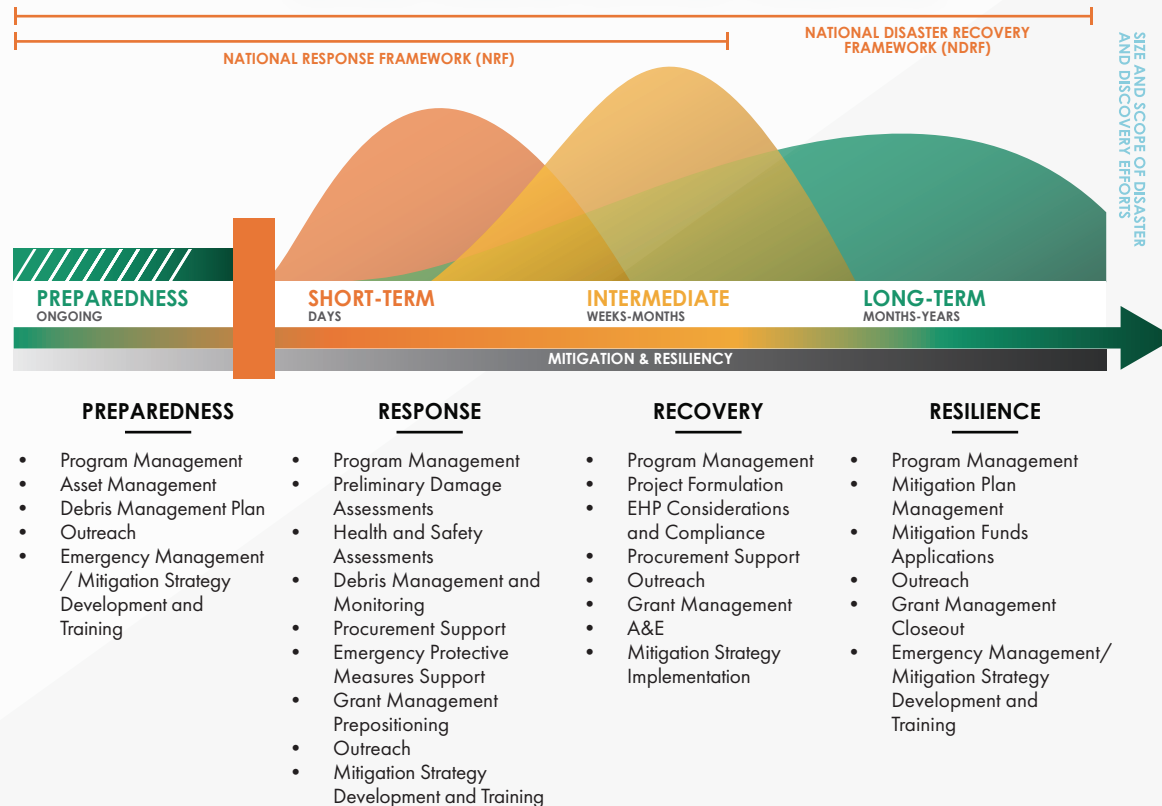 NATIONAL DISASTER RECOVERY
FRAMEWORK (NDRF)
NATIONAL RESPONSE FRAMEWORK (NRF)
SIZE AND SCOPE OF DISASTER
AND DISCOVERY EFFORTS
PREPAREDNESS
ONGOING
SHORT-TERM
DAYS
INTERMEDIATE
WEEKS-MONTHS
LONG-TERM
MONTHS-YEARS
MITIGATION & RESILIENCY
PREPAREDNESS
• Program Management
• Asset Management
• Debris Management Plan
• Outreach
• Emergency Management
/ Mitigation Strategy
Development and
Training
RESPONSE
• Program Management
• Preliminary Damage
Assessments
• Health and Safety
Assessments
• Debris Management and
Monitoring
• Procurement Support
• Emergency Protective
Measures Support
• Grant Management
Prepositioning
• Outreach
• Mitigation Strategy
Development and Training
RECOVERY
• Program Management
• Project Formulation
• EHP Considerations
and Compliance
• Procurement Support
• Outreach
• Grant Management
• A&E
• Mitigation Strategy
Implementation
RESILIENCE
• Program Management
• Mitigation Plan
Management
• Mitigation Funds
Applications
• Outreach
• Grant Management
Closeout
• Emergency Management/
Mitigation Strategy
Development and
Training